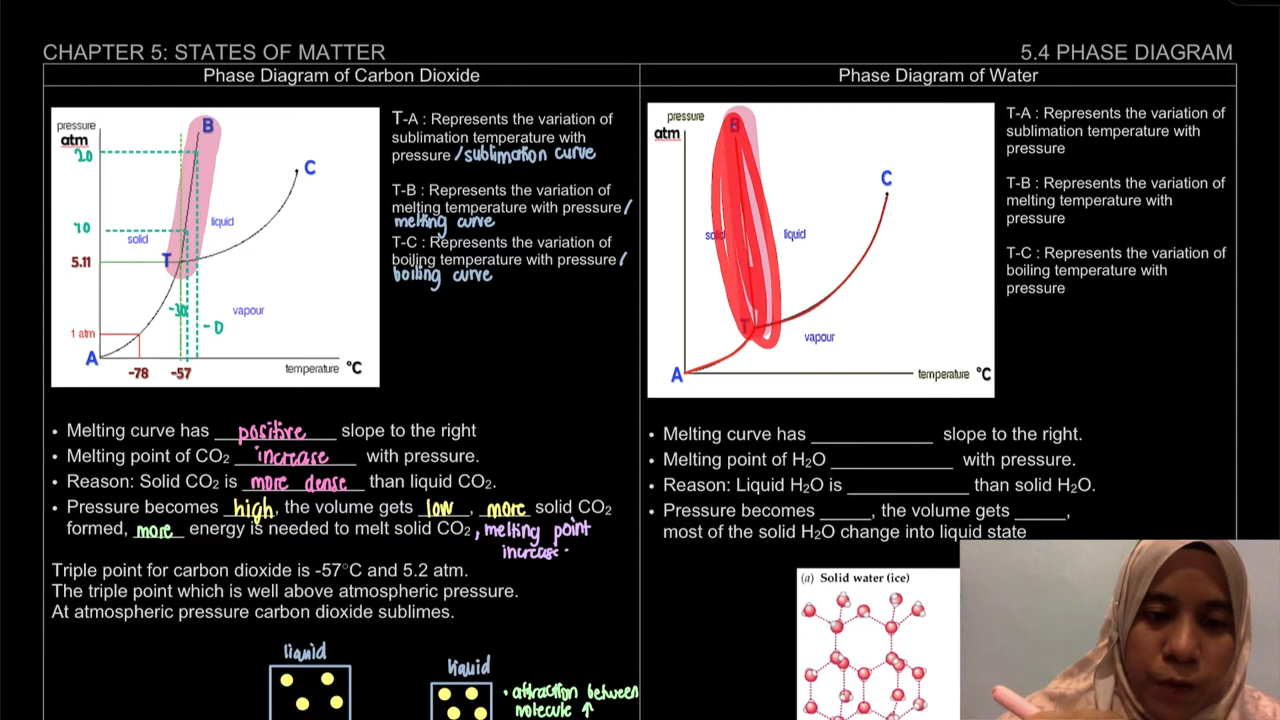 CHAPTER 5: STATES OF MATTER
5.4 PHASE DIAGRAM
Phase Diagram of Carbon Dioxide
pressure
atm
20
10
5.11
1 atm
A
B
C
T
solid
liquid
vapour
-30
-0
-78
-57
temperature °C
T-A : Represents the variation of
sublimation temperature with
pressure /sublimation curve
T-B : Represents the variation of
melting temperature with pressure /
melting curve
T-C : Represents the variation of
boiling temperature with pressure /
boiling curve
• Melting curve has positive slope to the right
• Melting point of CO₂ increase with pressure.
• Reason: Solid CO₂ is more dense than liquid CO₂.
• Pressure becomes high, the volume gets low, more solid CO₂
formed, more energy is needed to melt solid CO₂, melting point
increase.
Triple point for carbon dioxide is -57°C and 5.2 atm.
The triple point which is well above atmospheric pressure.
At atmospheric pressure carbon dioxide sublimes.
liquid
liquid
• attraction between
molecule ↑
Phase Diagram of Water
pressure
atm
B
C
solid
liquid
T
vapour
A
temperature °C
T-A : Represents the variation of
sublimation temperature with
pressure
T-B : Represents the variation of
melting temperature with
pressure
T-C : Represents the variation of
boiling temperature with
pressure
• Melting curve has ____________ slope to the right.
• Melting point of H₂O ____________ with pressure.
• Reason: Liquid H₂O is ____________ than solid H₂O.
• Pressure becomes _____, the volume gets _____,
most of the solid H₂O change into liquid state
(a) Solid water (ice)